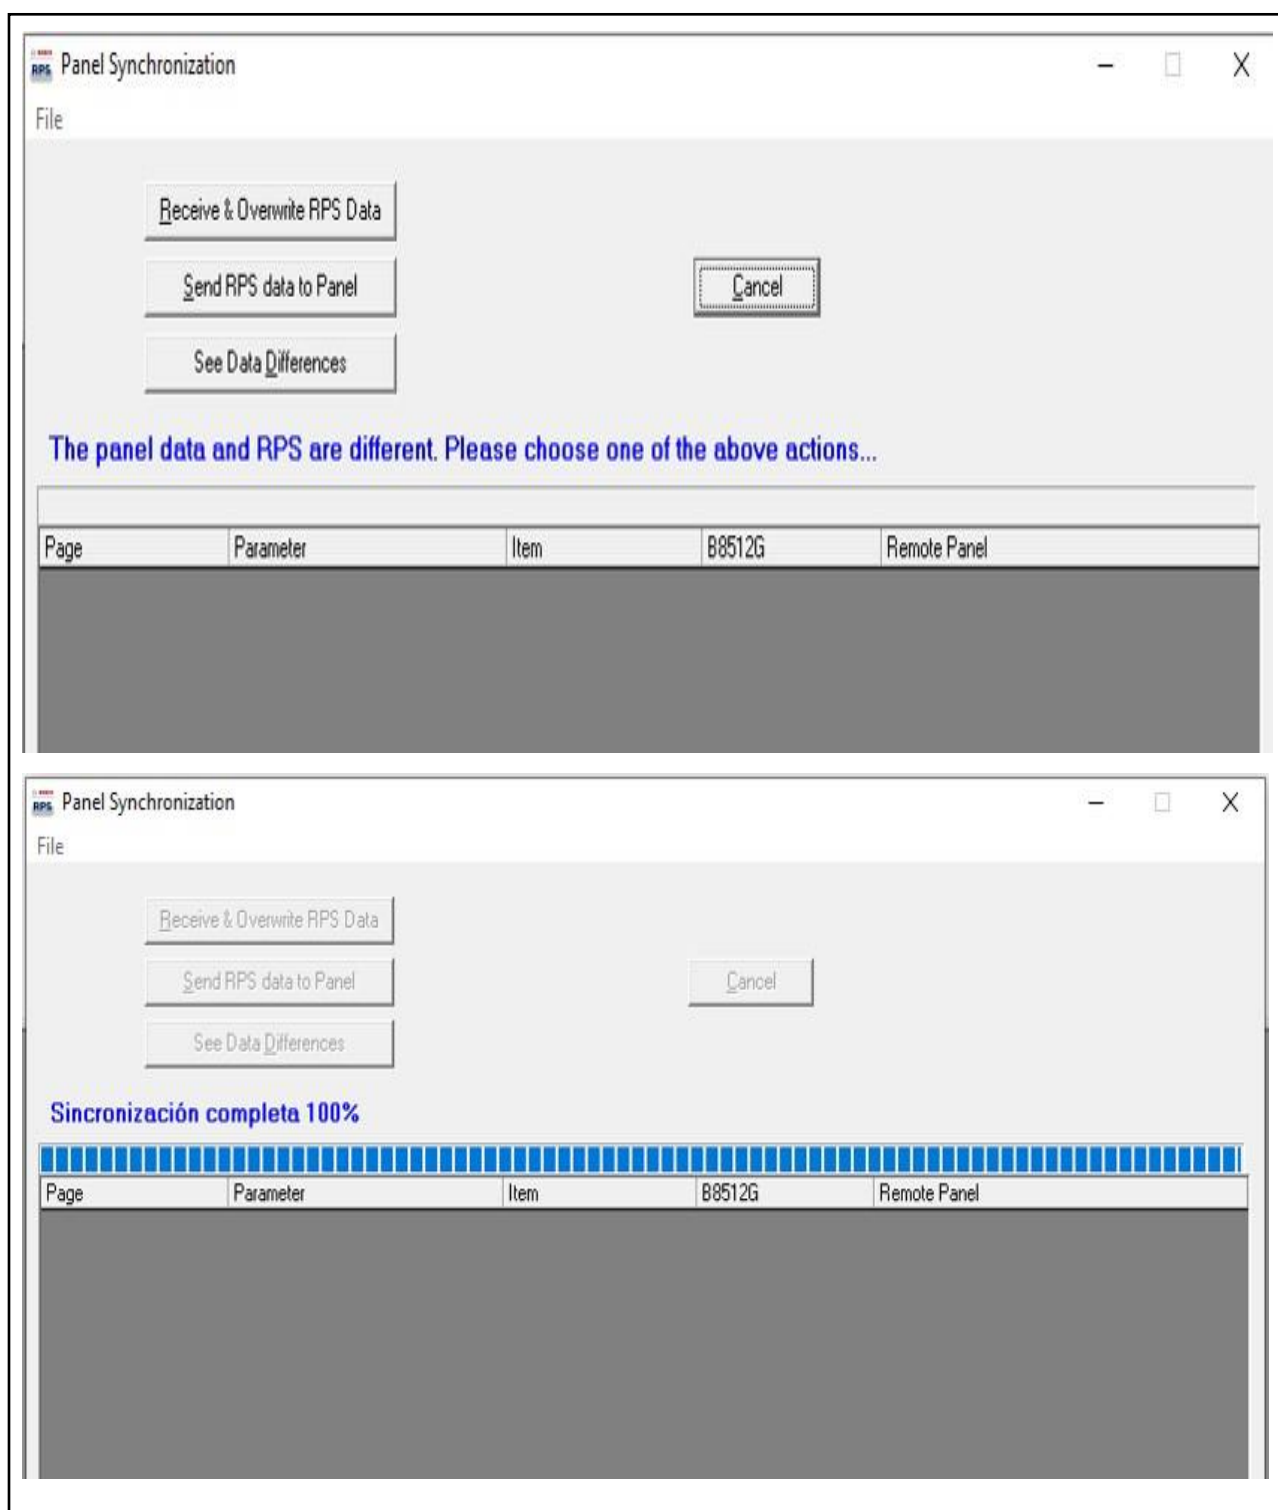 RPS Panel Synchronization
File
Receive & Overwrite RPS Data
Send RPS data to Panel
Cancel
See Data Differences
The panel data and RPS are different. Please choose one of the above actions...
Page Parameter Item B8512G Remote Panel
RPS Panel Synchronization
File
Receive & Overwrite RPS Data
Send RPS data to Panel
Cancel
See Data Differences
Sincronización completa 100%
Page Parameter Item B8512G Remote Panel